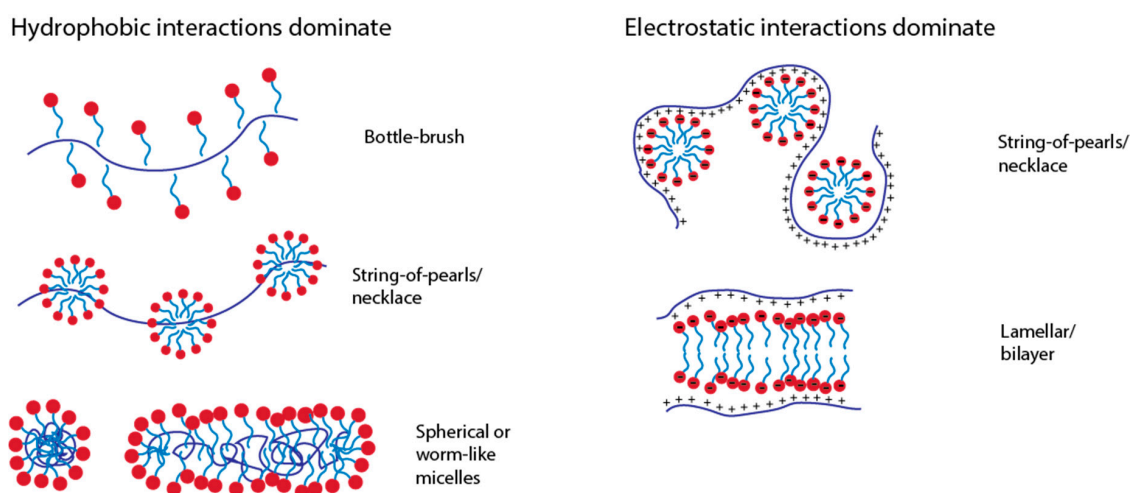 Hydrophobic interactions dominate
Bottle-brush
String-of-pearls/
necklace
Spherical or
worm-like
micelles
Electrostatic interactions dominate
String-of-pearls/
necklace
Lamellar/
bilayer